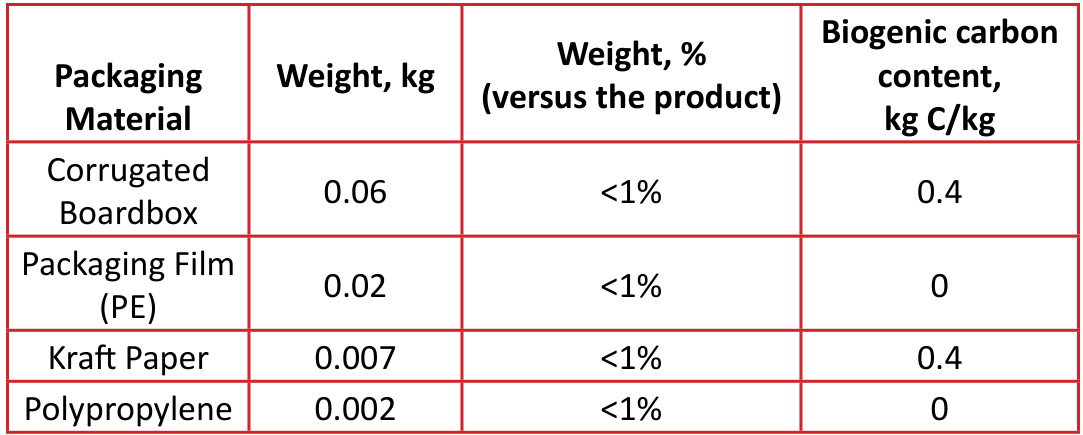 Packaging
Material
Weight, kg
Weight, %
(versus the product)
Biogenic carbon
content,
kg C/kg
Corrugated
Boardbox
0.06
<1%
0.4
Packaging Film
(PE)
0.02
<1%
0
Kraft Paper
0.007
<1%
0.4
Polypropylene
0.002
<1%
0